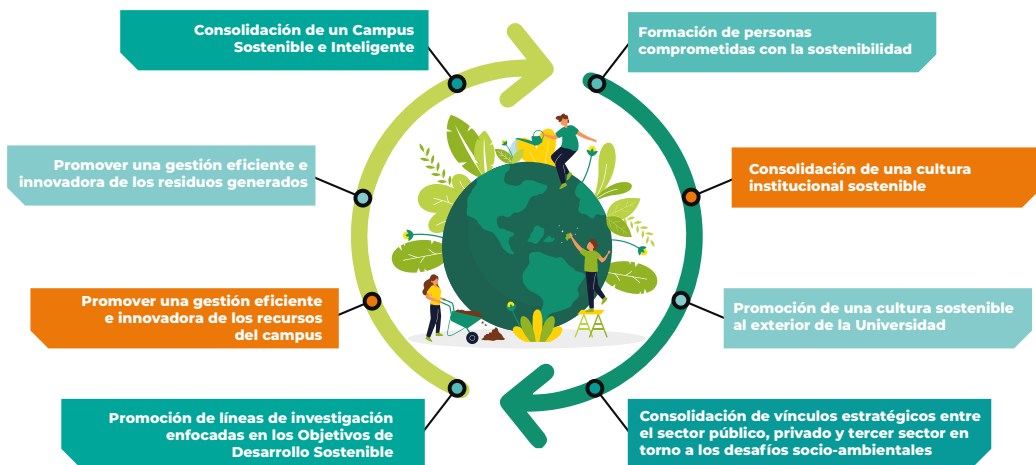 Consolidación de un Campus
Sostenible e Inteligente
Formación de personas
comprometidas con la sostenibilidad
Promover una gestión eficiente e
innovadora de los residuos generados
Consolidación de una cultura
institucional sostenible
Promover una gestión eficiente
e innovadora de los recursos
del campus
Promoción de una cultura sostenible
al exterior de la Universidad
Promoción de líneas de investigación
enfocadas en los Objetivos de
Desarrollo Sostenible
Consolidación de vínculos estratégicos entre
el sector público, privado y tercer sector en
torno a los desafíos socio-ambientales